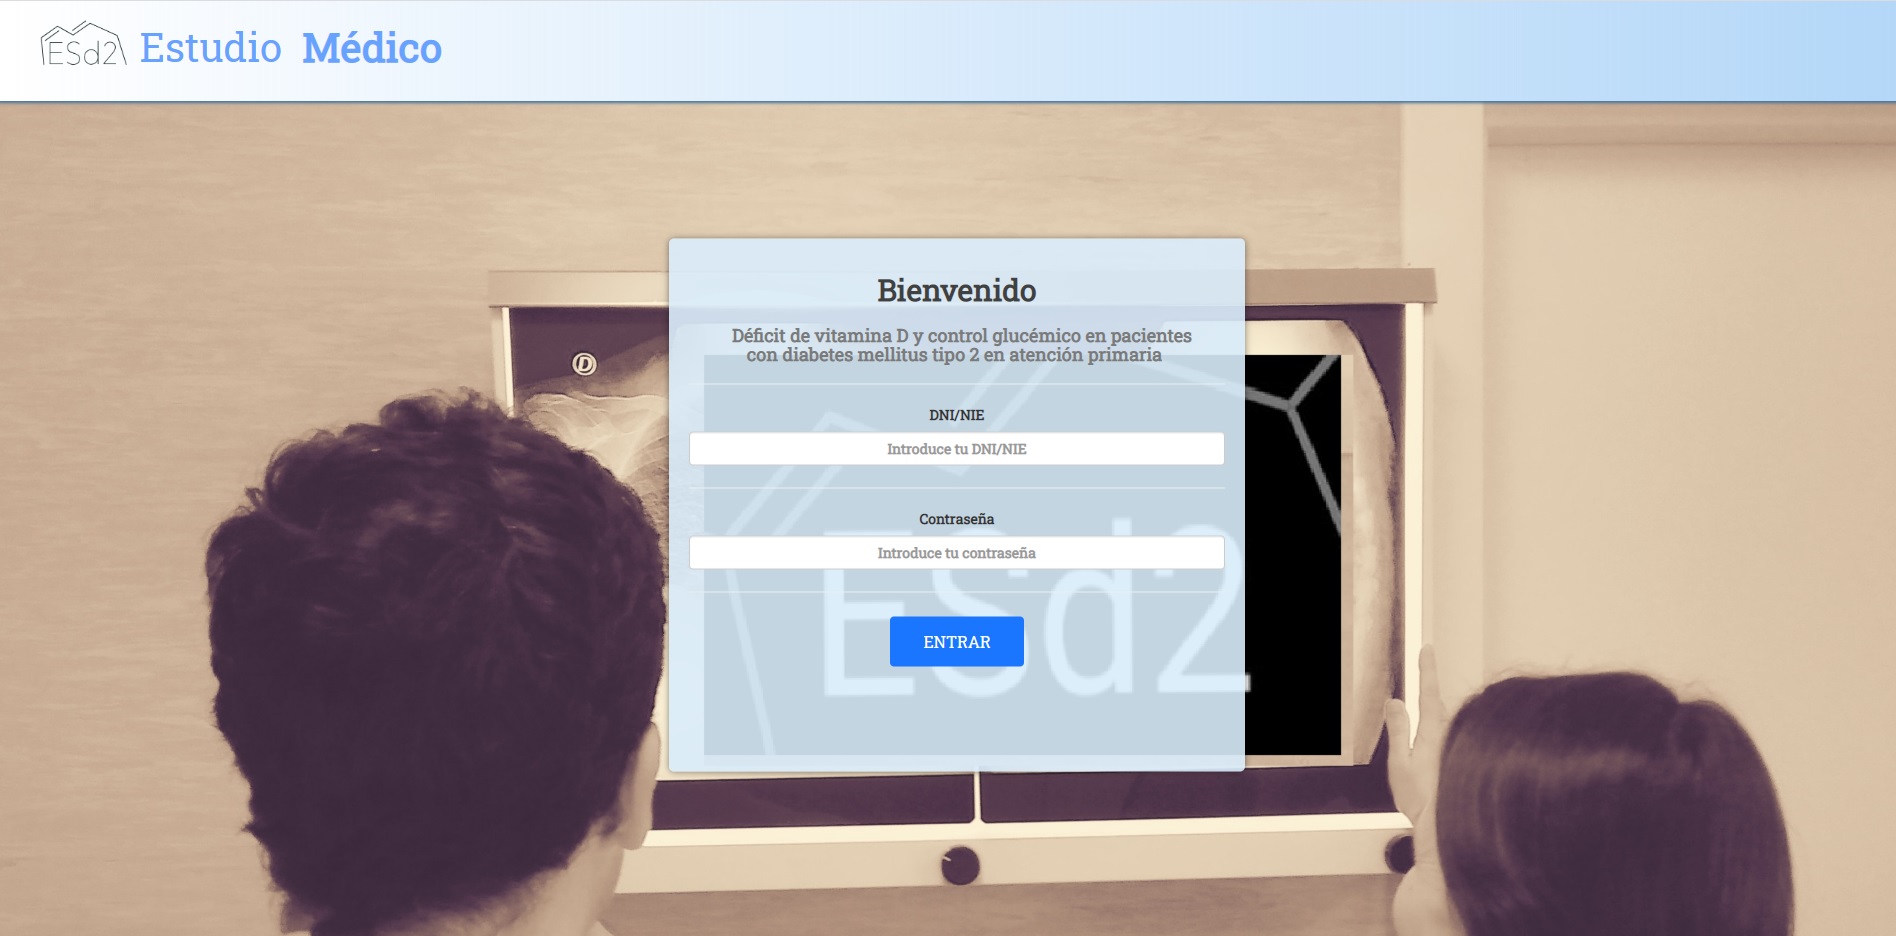 ESd2 Estudio Médico
Bienvenido
Déficit de vitamina D y control glucémico en pacientes
con diabetes mellitus tipo 2 en atención primaria
D
DNI/NIE
Introduce tu DNI/NIE
Contraseña
Introduce tu contraseña
ESd2
ENTRAR